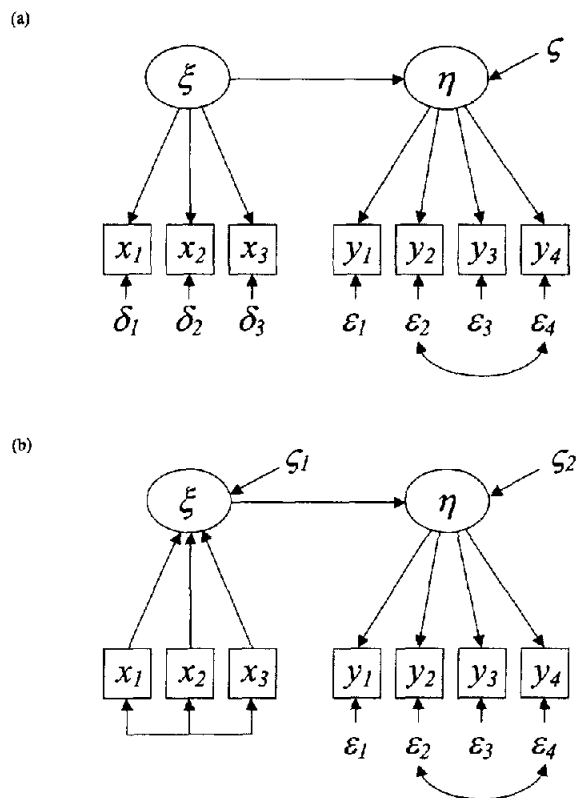 (a)
ξ η ς
x1 x2 x3 y1 y2 y3 y4
δ1 δ2 δ3 ε1 ε2 ε3 ε4
(b)
ξ ς1 η ς2
x1 x2 x3 y1 y2 y3 y4
ε1 ε2 ε3 ε4